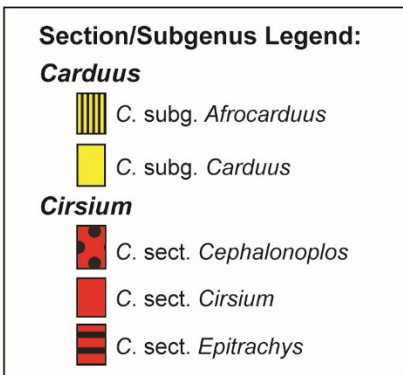 Section/Subgenus Legend:
Carduus
C. subg. Afrocarduus
C. subg. Carduus
Cirsium
C. sect. Cephalonoplos
C. sect. Cirsium
C. sect. Epitrachys